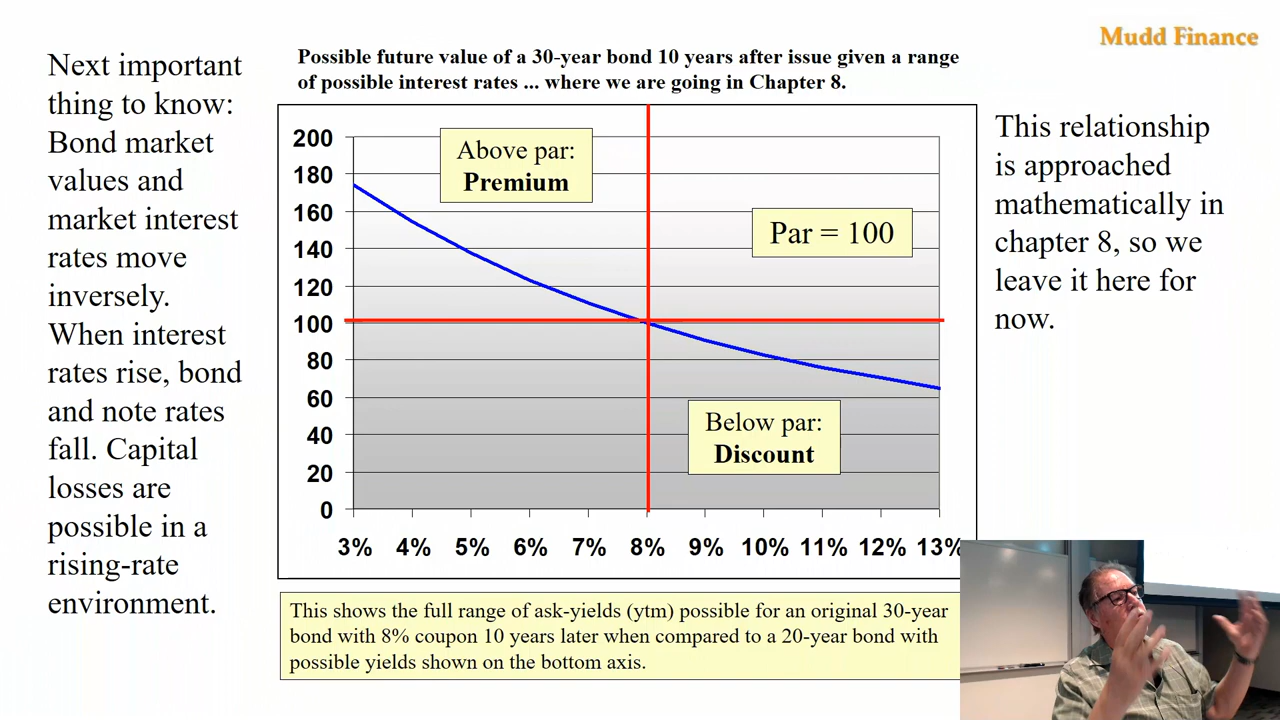 Mudd Finance
Next important
thing to know:
Bond market
values and
market interest
rates move
inversely.
When interest
rates rise, bond
and note rates
fall. Capital
losses are
possible in a
rising-rate
environment.
Possible future value of a 30-year bond 10 years after issue given a range
of possible interest rates ... where we are going in Chapter 8.
200
180
160
140
120
100
80
60
40
20
0
Above par:
Premium
Par = 100
Below par:
Discount
3% 4% 5% 6% 7% 8% 9% 10% 11% 12% 13%
This shows the full range of ask-yields (ytm) possible for an original 30-year
bond with 8% coupon 10 years later when compared to a 20-year bond with
possible yields shown on the bottom axis.
This relationship
is approached
mathematically in
chapter 8, so we
leave it here for
now.